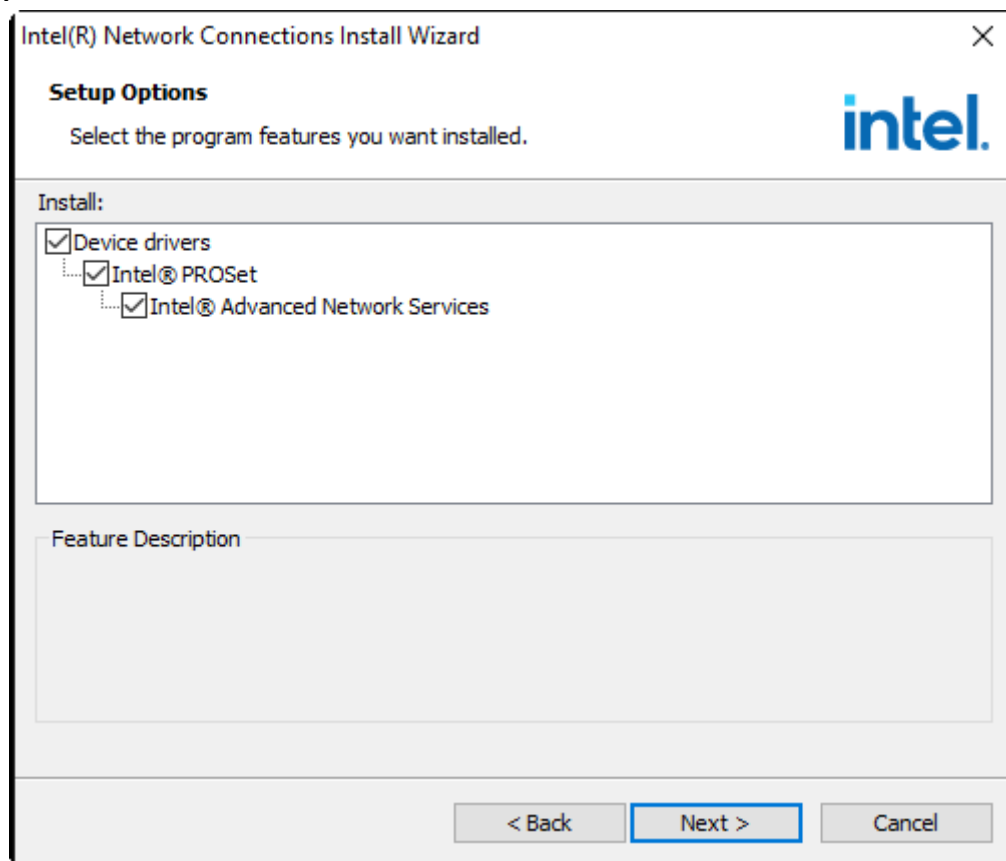 Intel(R) Network Connections Install Wizard
Setup Options
Select the program features you want installed.
intel.
Install:
Device drivers
Intel® PROSet
Intel® Advanced Network Services
Feature Description
< Back
Next >
Cancel